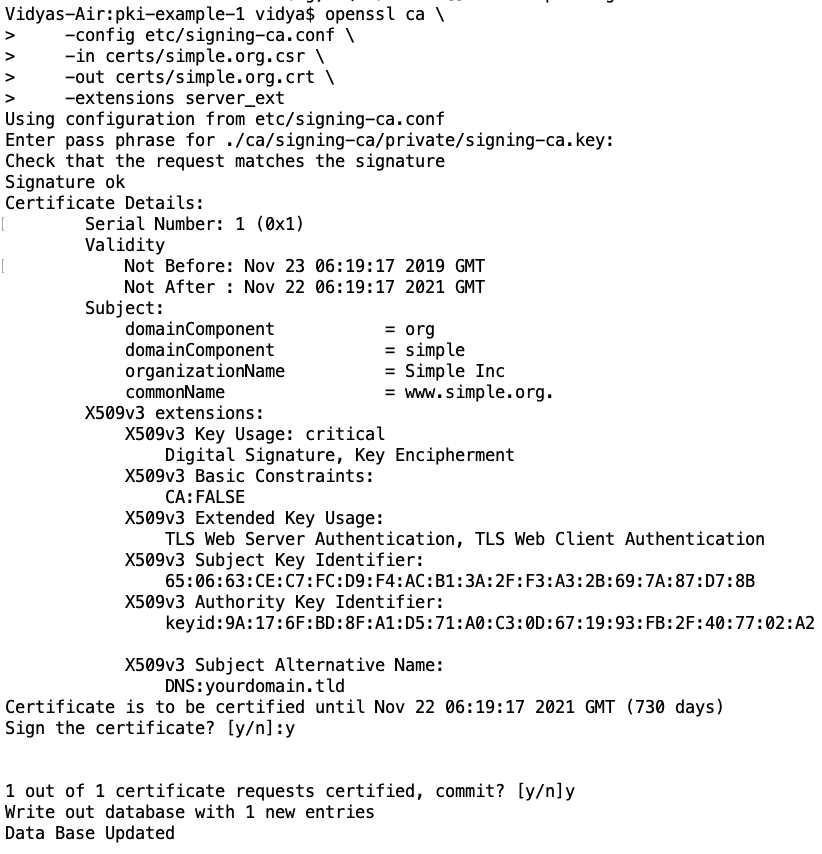 Vidyas-Air:pki-example-1 vidya$ openssl ca \
>     -config etc/signing-ca.conf \
>     -in certs/simple.org.csr \
>     -out certs/simple.org.crt \
>     -extensions server_ext
Using configuration from etc/signing-ca.conf
Enter pass phrase for ./ca/signing-ca/private/signing-ca.key:
Check that the request matches the signature
Signature ok
Certificate Details:
        Serial Number: 1 (0x1)
        Validity
            Not Before: Nov 23 06:19:17 2019 GMT
            Not After : Nov 22 06:19:17 2021 GMT
        Subject:
            domainComponent           = org
            domainComponent           = simple
            organizationName          = Simple Inc
            commonName                = www.simple.org.
        X509v3 extensions:
            X509v3 Key Usage: critical
                Digital Signature, Key Encipherment
            X509v3 Basic Constraints:
                CA:FALSE
            X509v3 Extended Key Usage:
                TLS Web Server Authentication, TLS Web Client Authentication
            X509v3 Subject Key Identifier:
                65:06:63:CE:C7:FC:D9:F4:AC:B1:3A:2F:F3:A3:2B:69:7A:87:D7:8B
            X509v3 Authority Key Identifier:
                keyid:9A:17:6F:BD:8F:A1:D5:71:A0:C3:0D:67:19:93:FB:2F:40:77:02:A2
            X509v3 Subject Alternative Name:
                DNS:yourdomain.tld
Certificate is to be certified until Nov 22 06:19:17 2021 GMT (730 days)
Sign the certificate? [y/n]:y
1 out of 1 certificate requests certified, commit? [y/n]y
Write out database with 1 new entries
Data Base Updated